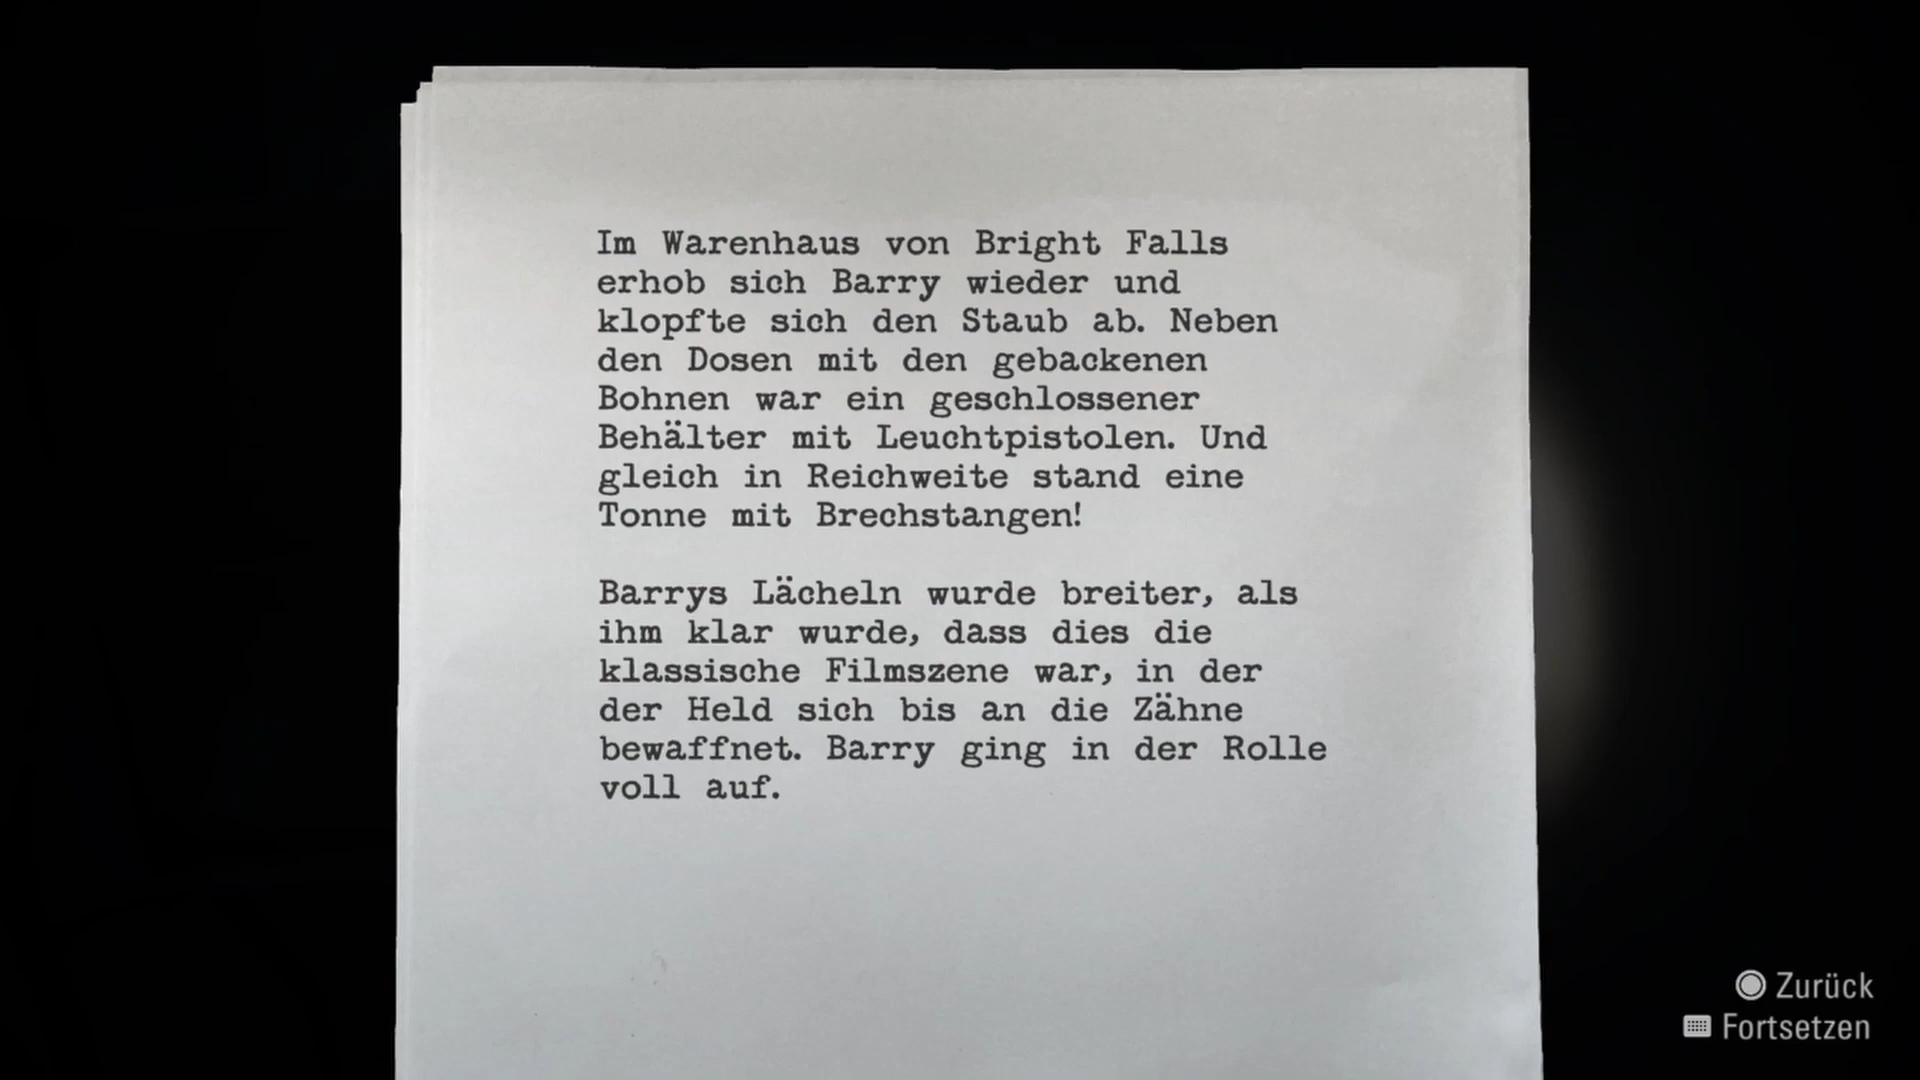 Im Warenhaus von Bright Falls
erhob sich Barry wieder und
klopfte sich den Staub ab. Neben
den Dosen mit den gebackenen
Bohnen war ein geschlossener
Behälter mit Leuchtpistolen. Und
gleich in Reichweite stand eine
Tonne mit Brechstangen!

Barrys Lächeln wurde breiter, als
ihm klar wurde, dass dies die
klassische Filmszene war, in der
der Held sich bis an die Zähne
bewaffnet. Barry ging in der Rolle
voll auf.
Zurück
Fortsetzen